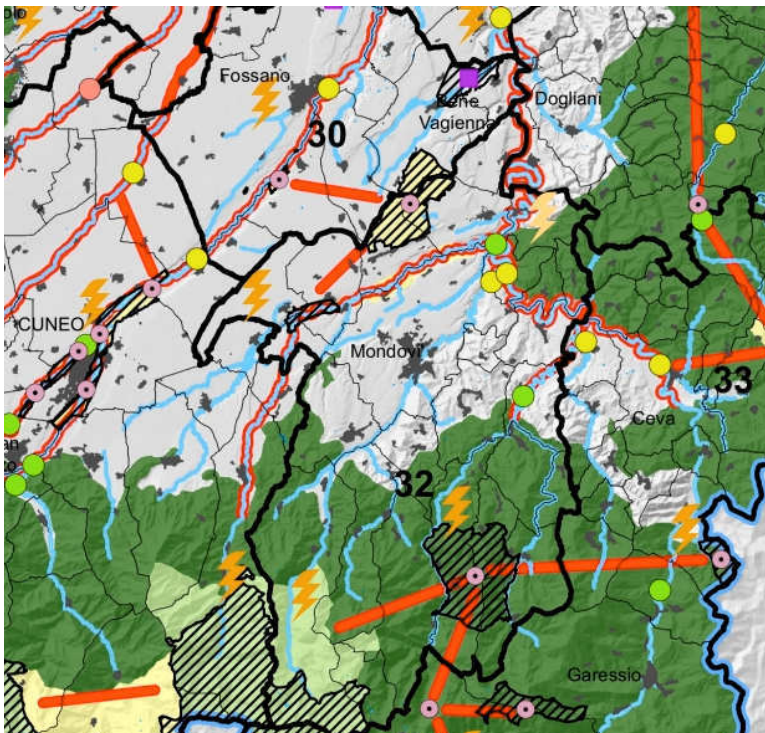 Fossano
30
Bene
Vagienna
Dogliani
CUNEO
Mondovì
33
Ceva
32
Garessio